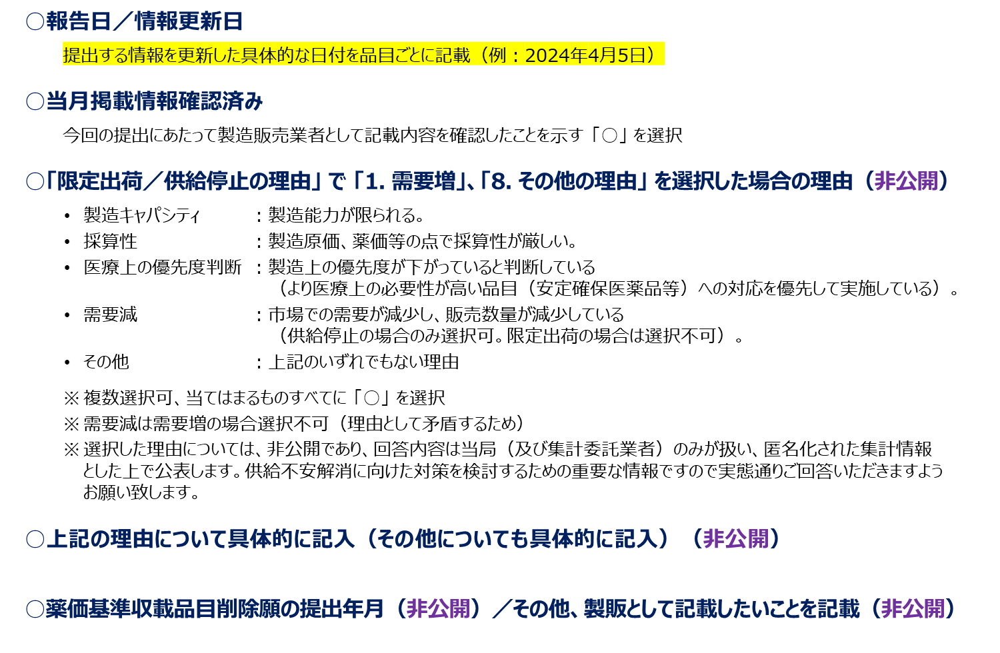 ○報告日／情報更新日
提出する情報を更新した具体的な日付を品目ごとに記載（例：2024年4月5日）
○当月掲載情報確認済み
今回の提出にあたって製造販売業者として記載内容を確認したことを示す「○」を選択
○「限定出荷／供給停止の理由」で「1. 需要増」、「8. その他の理由」を選択した場合の理由（非公開）
• 製造キャパシティ ：製造能力が限られる。
• 採算性 ：製造原価、薬価等の点で採算性が厳しい。
• 医療上の優先度判断 ：製造上の優先度が下がっていると判断している
（より医療上の必要性が高い品目（安定確保医薬品等）への対応を優先して実施している）。
• 需要減 ：市場での需要が減少し、販売数量が減少している
（供給停止の場合のみ選択可。限定出荷の場合は選択不可）。
• その他 ：上記のいずれでもない理由
※ 複数選択可、当てはまるものすべてに「○」を選択
※ 需要減は需要増の場合選択不可（理由として矛盾するため）
※ 選択した理由については、非公開であり、回答内容は当局（及び集計委託業者）のみが扱い、匿名化された集計情報
とした上で公表します。供給不安解消に向けた対策を検討するための重要な情報ですので実態通りご回答いただきますよう
お願い致します。
○上記の理由について具体的に記入（その他についても具体的に記入）（非公開）
○薬価基準収載品目削除願の提出年月（非公開）／その他、製販として記載したいことを記載（非公開）